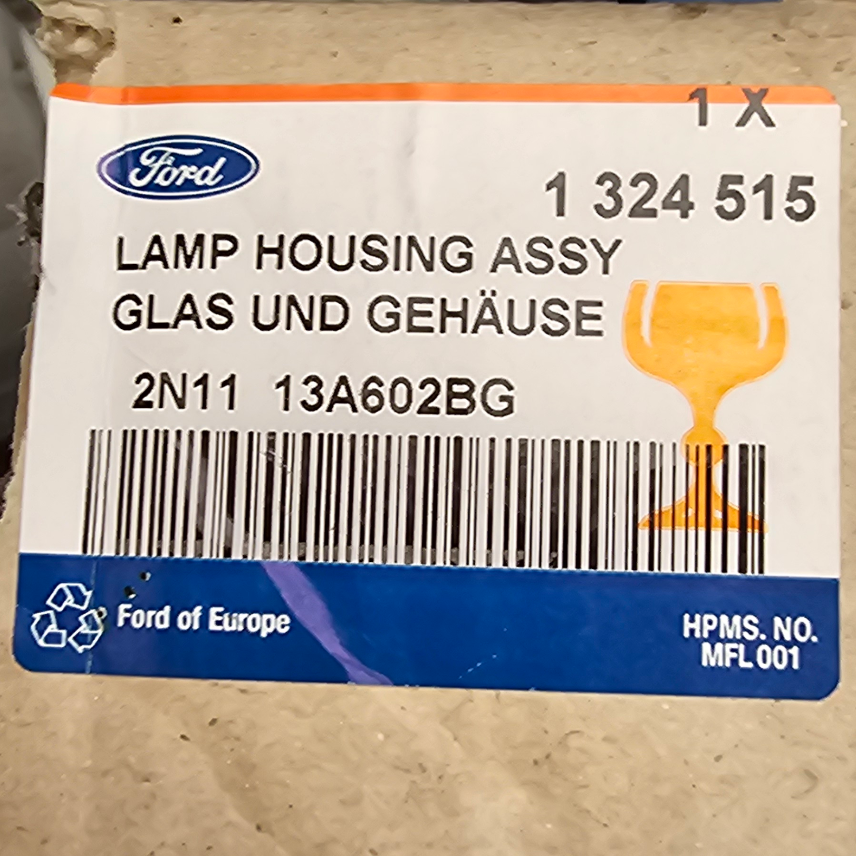 1 X
Ford
1 324 515
LAMP HOUSING ASSY
GLAS UND GEHÄUSE
2N11 13A602BG
Ford of Europe
HPMS. NO.
MFL 001